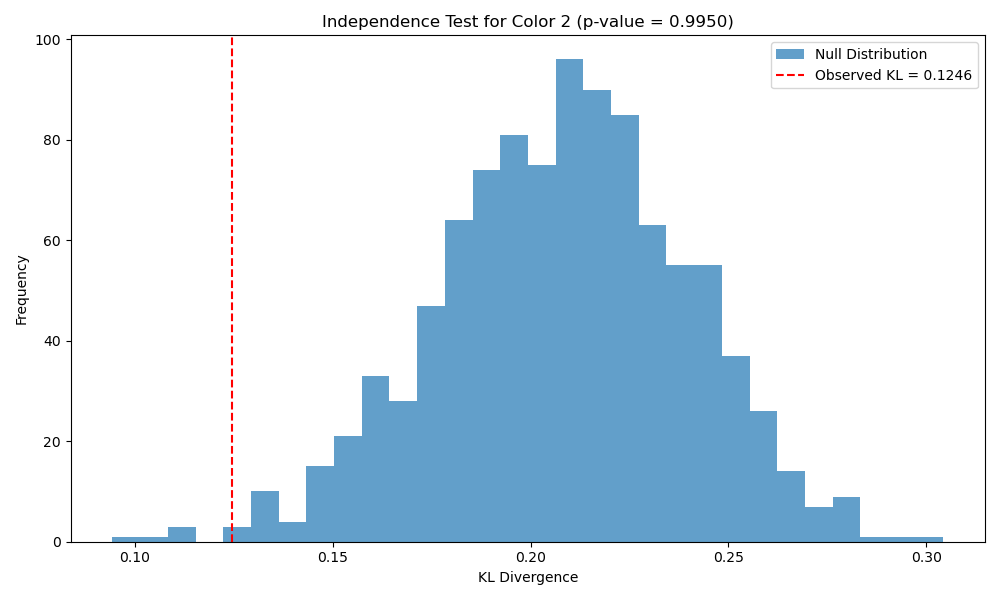 Independence Test for Color 2 (p-value = 0.9950)
Null Distribution
Observed KL = 0.1246
Frequency
100
80
60
40
20
0
0.10 0.15 0.20 0.25 0.30
KL Divergence